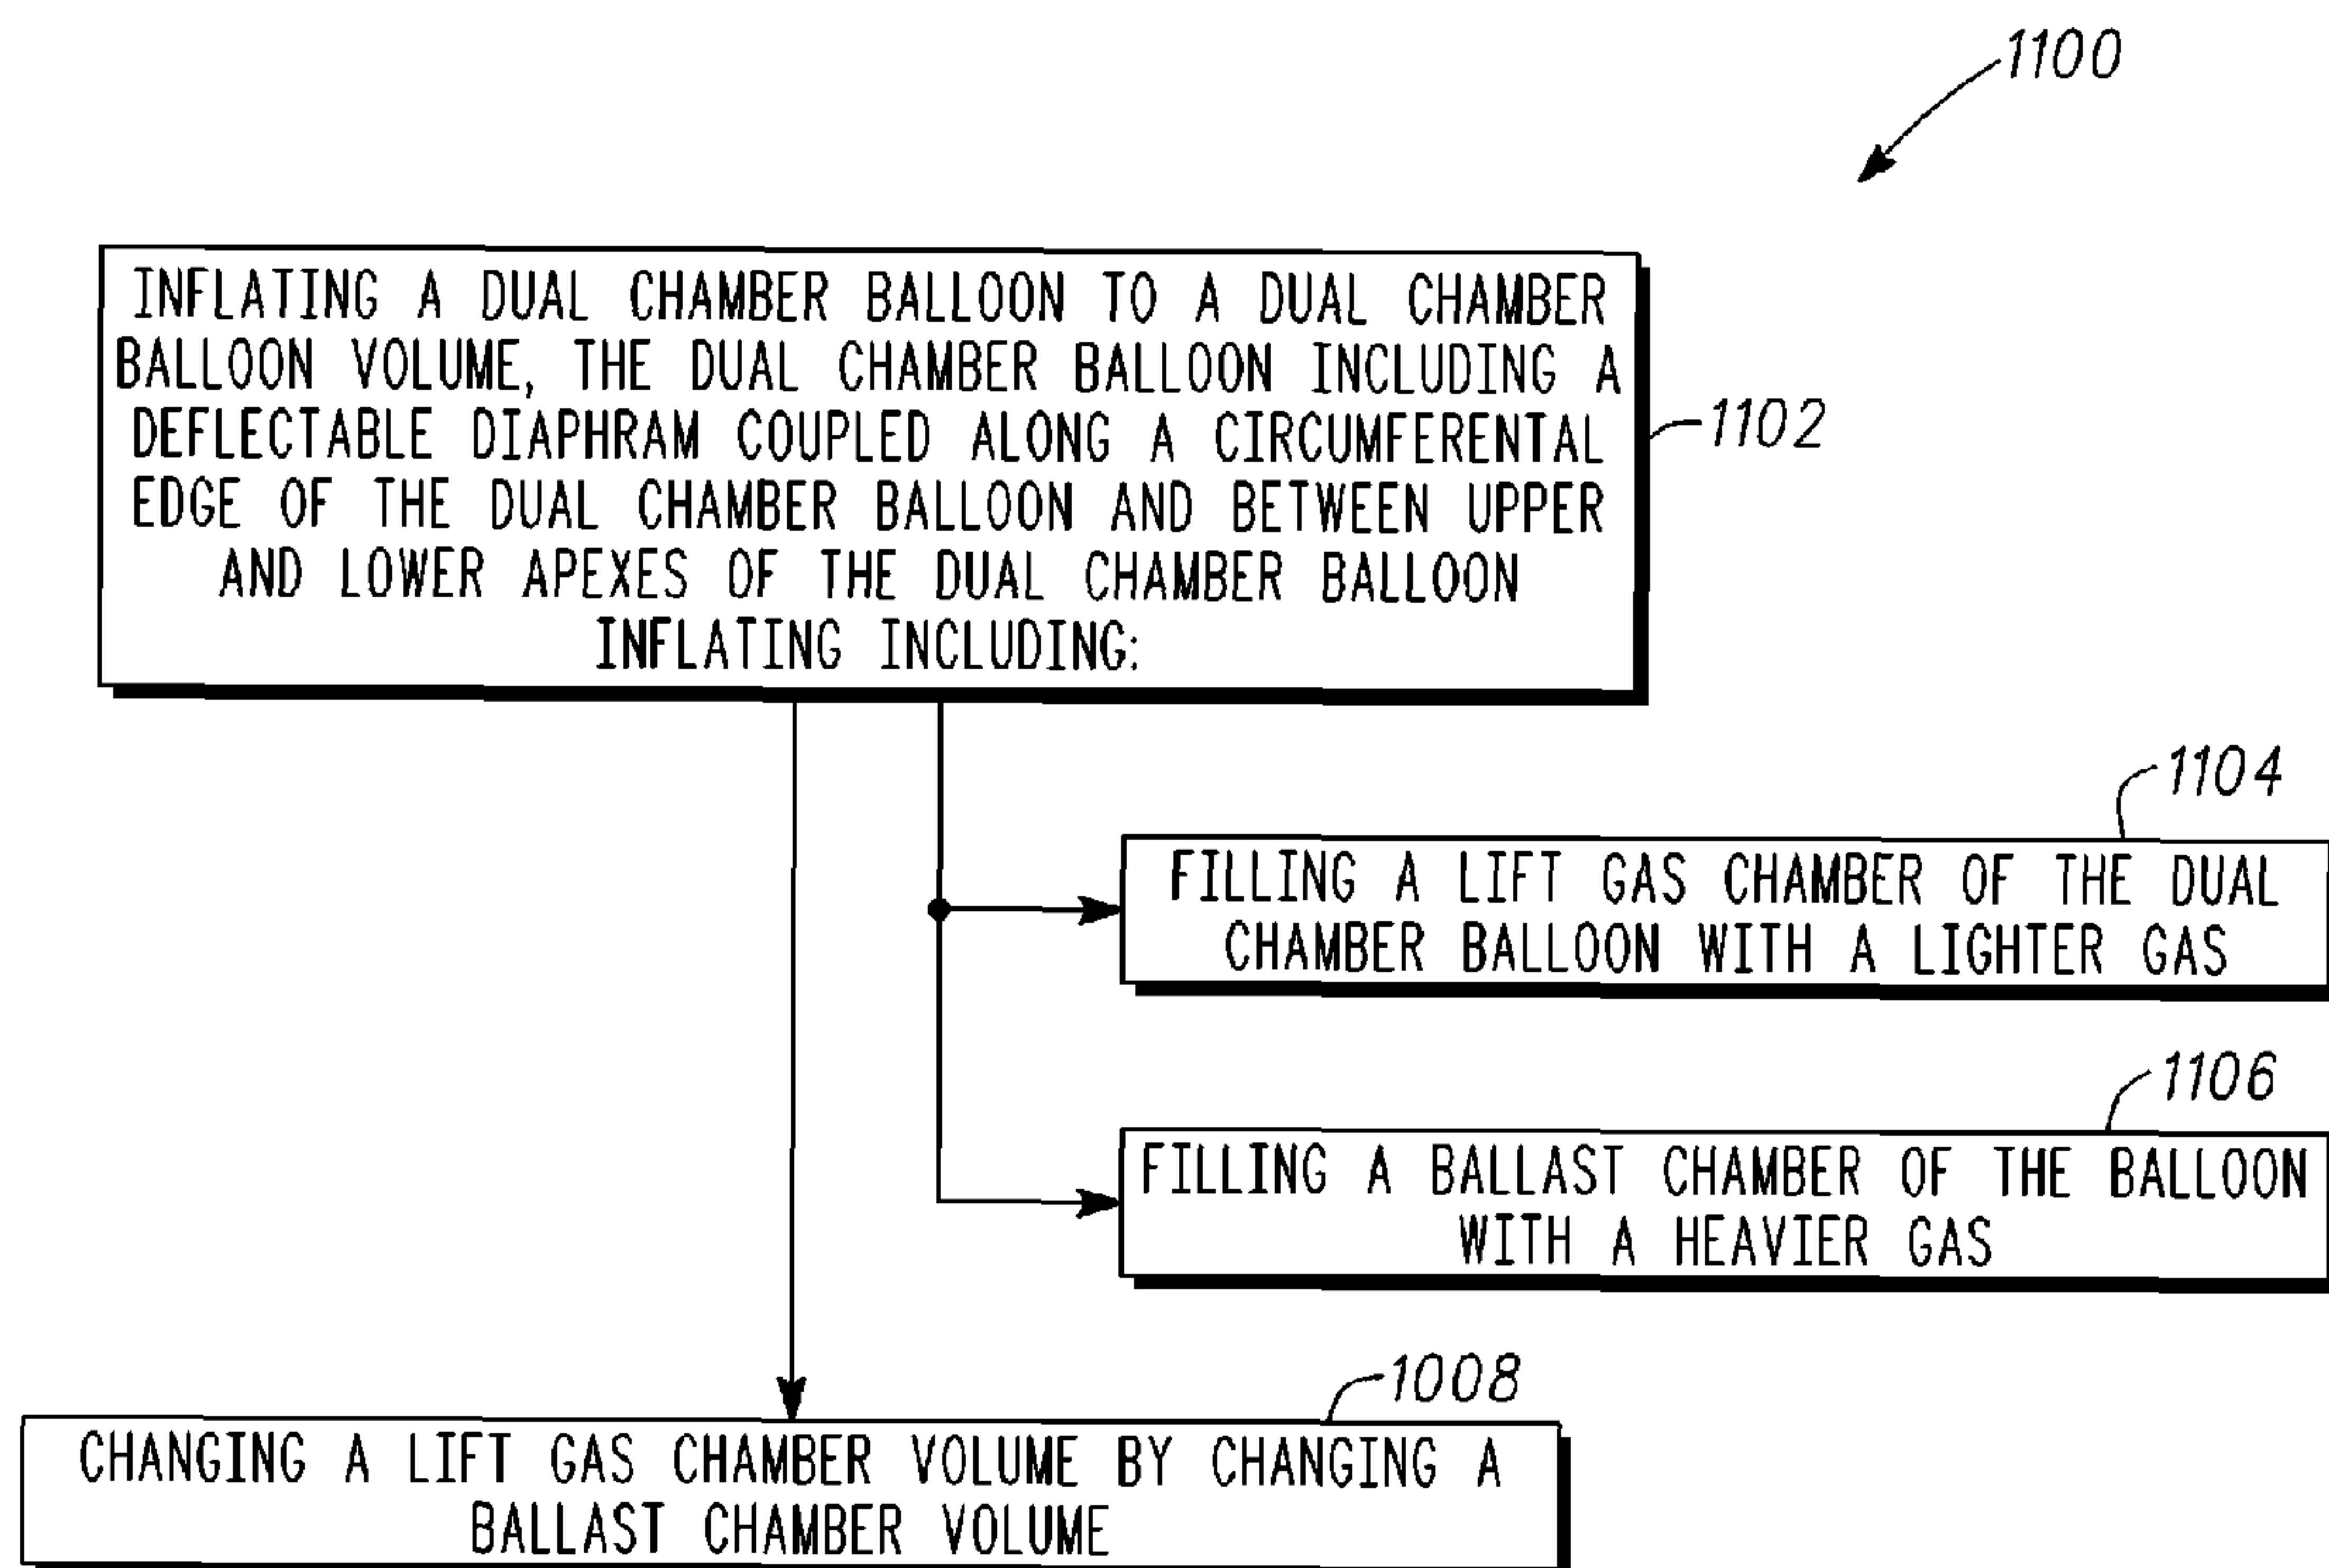 1100
INFLATING A DUAL CHAMBER BALLOON TO A DUAL CHAMBER
BALLOON VOLUME, THE DUAL CHAMBER BALLOON INCLUDING A
DEFLECTABLE DIAPHRAM COUPLED ALONG A CIRCUMFERENTAL
EDGE OF THE DUAL CHAMBER BALLOON AND BETWEEN UPPER
AND LOWER APEXES OF THE DUAL CHAMBER BALLOON
INFLATING INCLUDING:
1102
1104
FILLING A LIFT GAS CHAMBER OF THE DUAL
CHAMBER BALLOON WITH A LIGHTER GAS
1106
FILLING A BALLAST CHAMBER OF THE BALLOON
WITH A HEAVIER GAS
1008
CHANGING A LIFT GAS CHAMBER VOLUME BY CHANGING A
BALLAST CHAMBER VOLUME